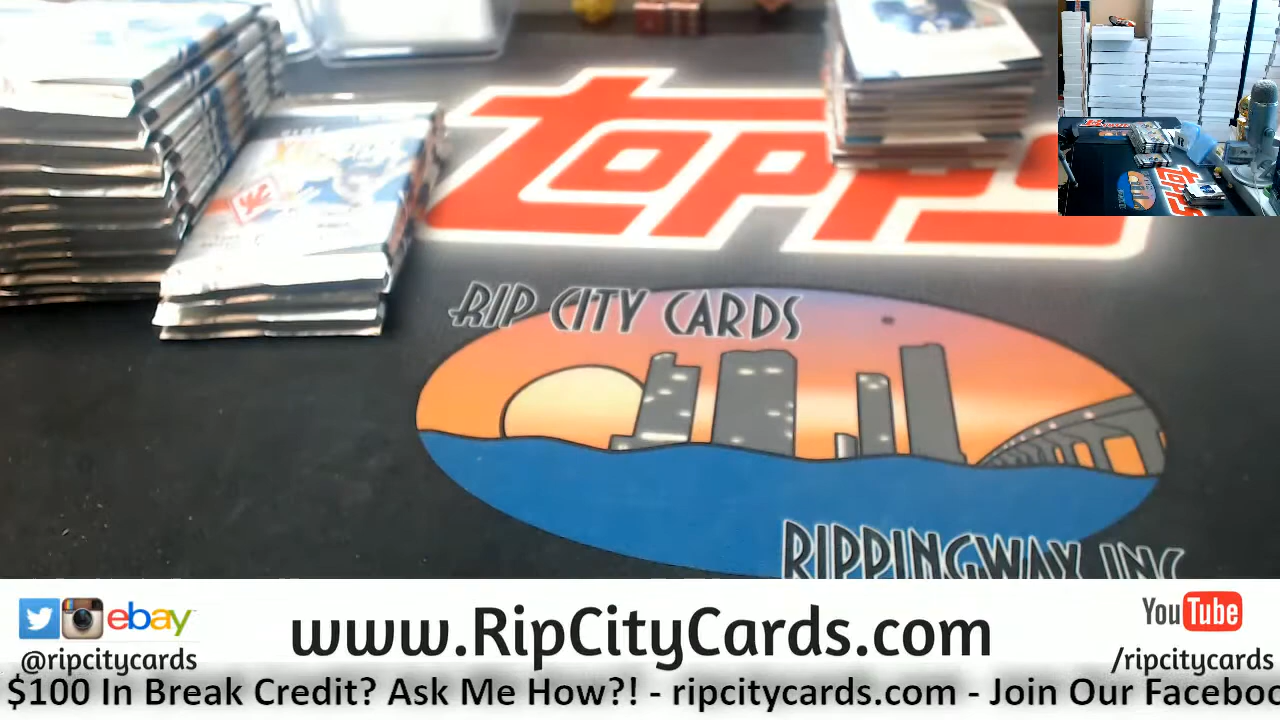 topps
RIP CITY CARDS
RIPPINGWAX INC
ebay
@ripcitycards
www.RipCityCards.com
YouTube
/ripcitycards
$100 In Break Credit? Ask Me How?! - ripcitycards.com - Join Our Faceboo